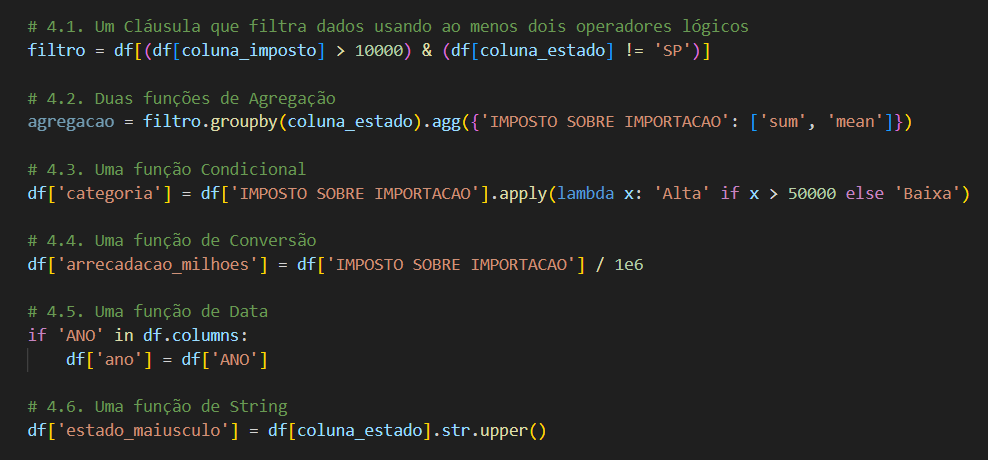 # 4.1. Um Cláusula que filtra dados usando ao menos dois operadores lógicos
filtro = df[(df[coluna_imposto] > 10000) & (df[coluna_estado] != 'SP')]
# 4.2. Duas funções de Agregação
agregacao = filtro.groupby(coluna_estado).agg({'IMPOSTO SOBRE IMPORTACAO': ['sum', 'mean']})
# 4.3. Uma função Condicional
df['categoria'] = df['IMPOSTO SOBRE IMPORTACAO'].apply(lambda x: 'Alta' if x > 50000 else 'Baixa')
# 4.4. Uma função de Conversão
df['arrecadacao_milhoes'] = df['IMPOSTO SOBRE IMPORTACAO'] / 1e6
# 4.5. Uma função de Data
if 'ANO' in df.columns:
    df['ano'] = df['ANO']
# 4.6. Uma função de String
df['estado_maiusculo'] = df[coluna_estado].str.upper()